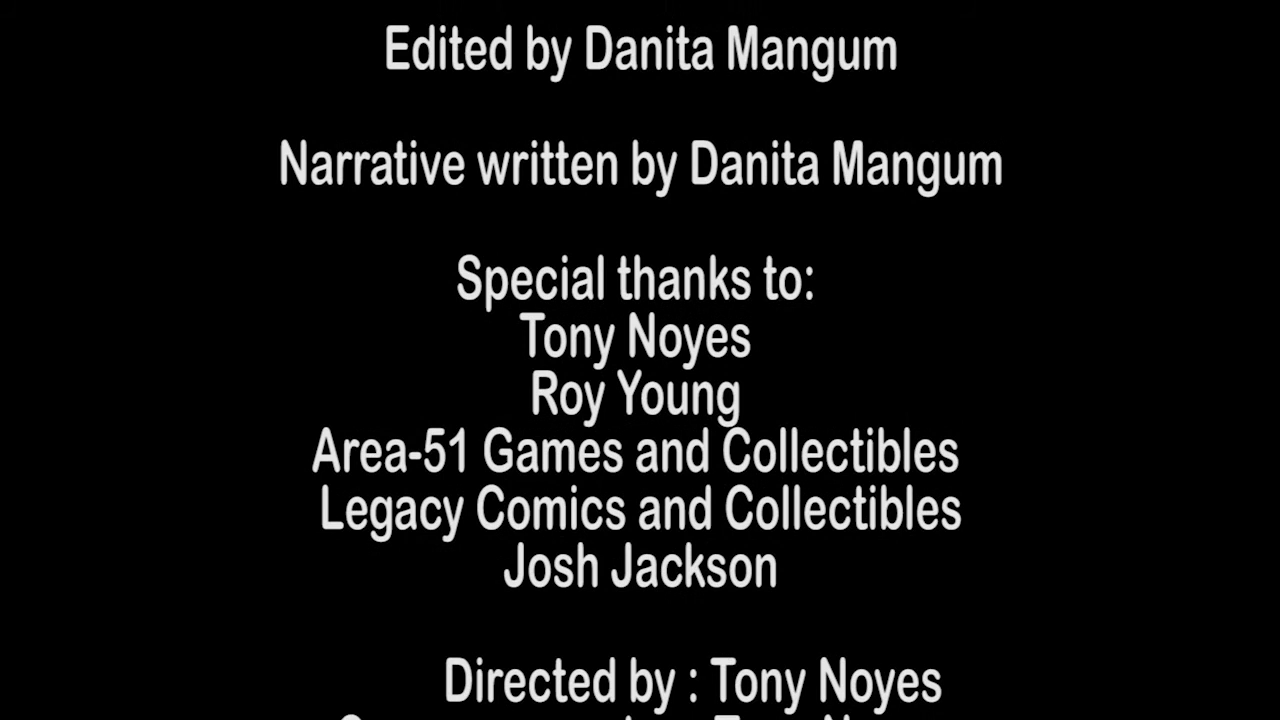 Edited by Danita Mangum
Narrative written by Danita Mangum
Special thanks to:
Tony Noyes
Roy Young
Area-51 Games and Collectibles
Legacy Comics and Collectibles
Josh Jackson
Directed by : Tony Noyes